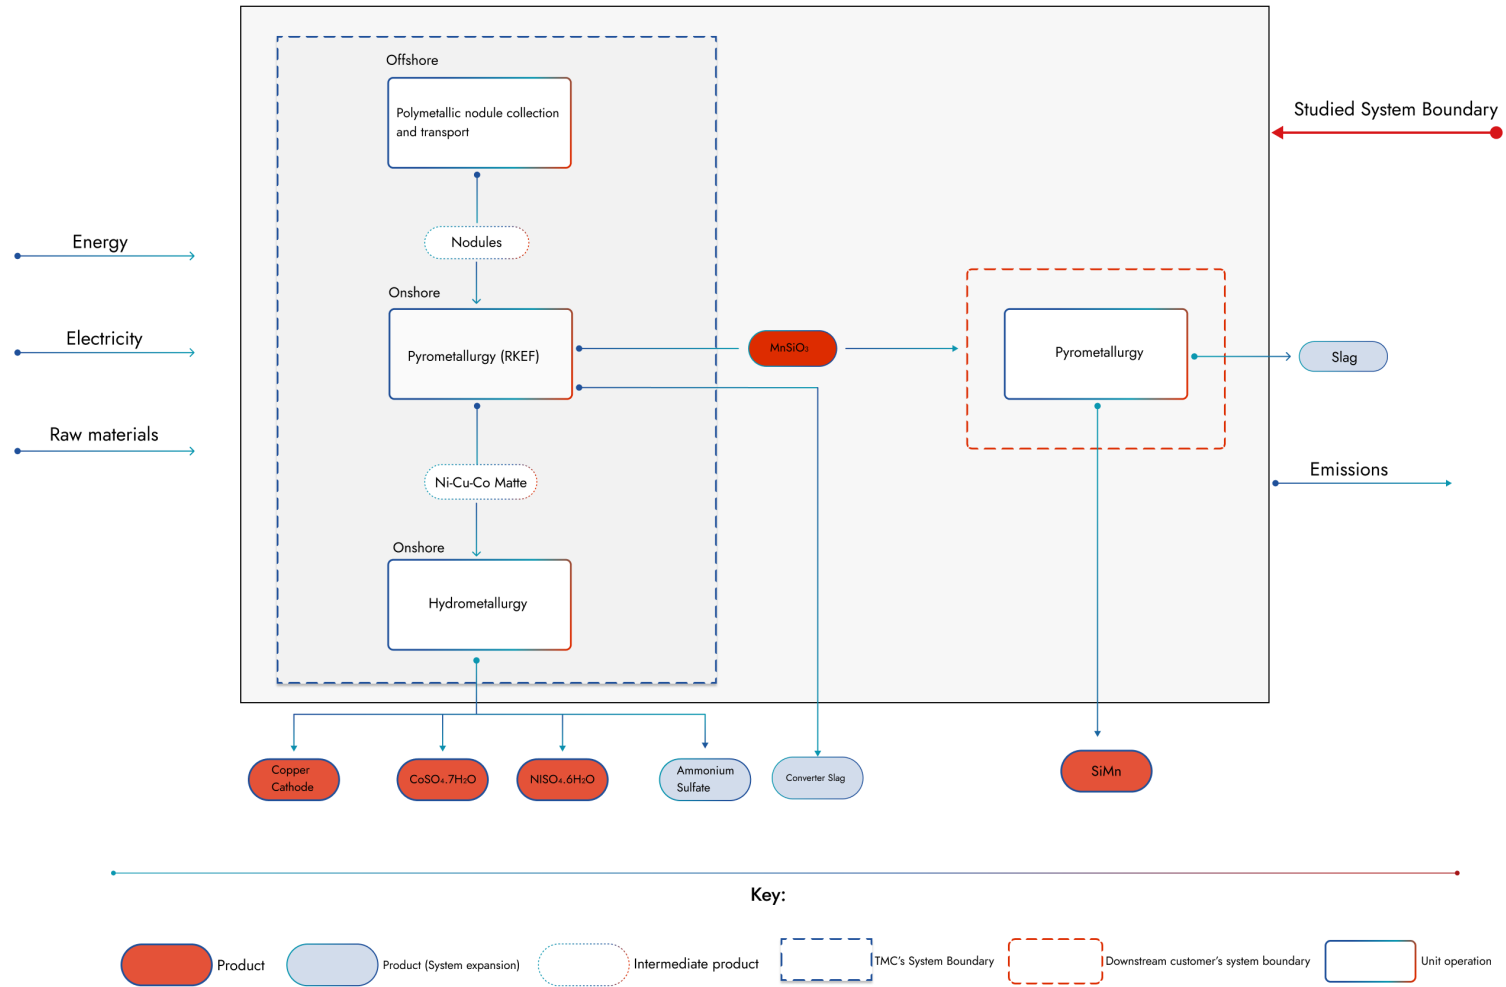 Offshore
Polymetallic nodule collection
and transport
Studied System Boundary
Energy
Nodules
Onshore
Electricity
Pyrometallurgy (RKEF)
MnSiO₃
Pyrometallurgy
Slag
Raw materials
Ni-Cu-Co Matte
Emissions
Onshore
Hydrometallurgy
Copper
Cathode
CoSO₄.7H₂O
NISO₄.6H₂O
Ammonium
Sulfate
Converter Slag
SiMn
Key:
Product
Product (System expansion)
Intermediate product
TMC's System Boundary
Downstream customer's system boundary
Unit operation